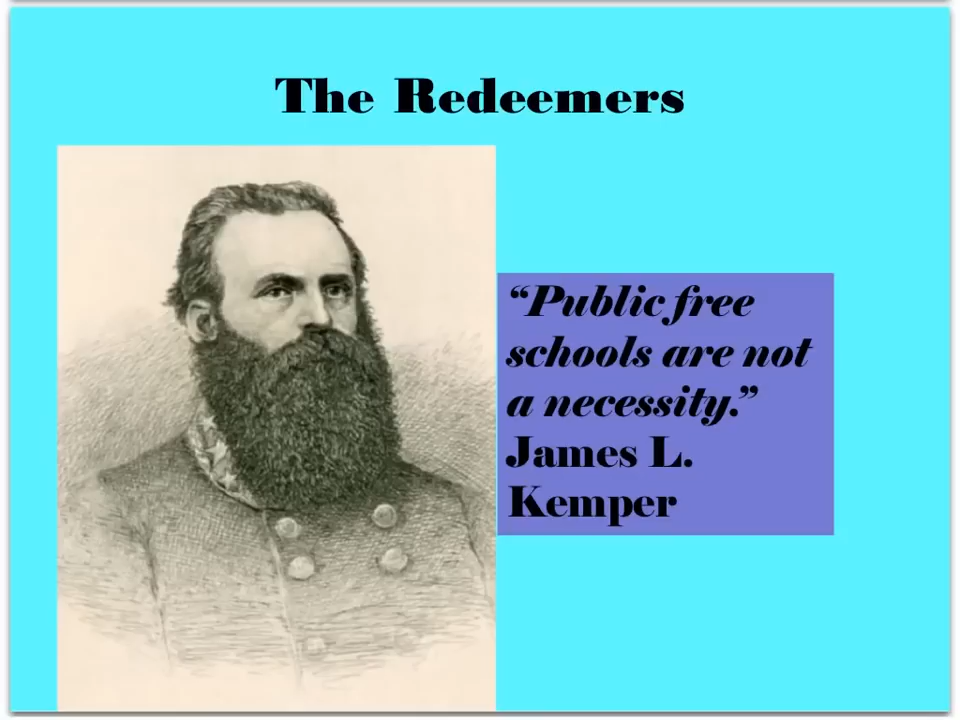 The Redeemers
“Public free
schools are not
a necessity.”
James L.
Kemper